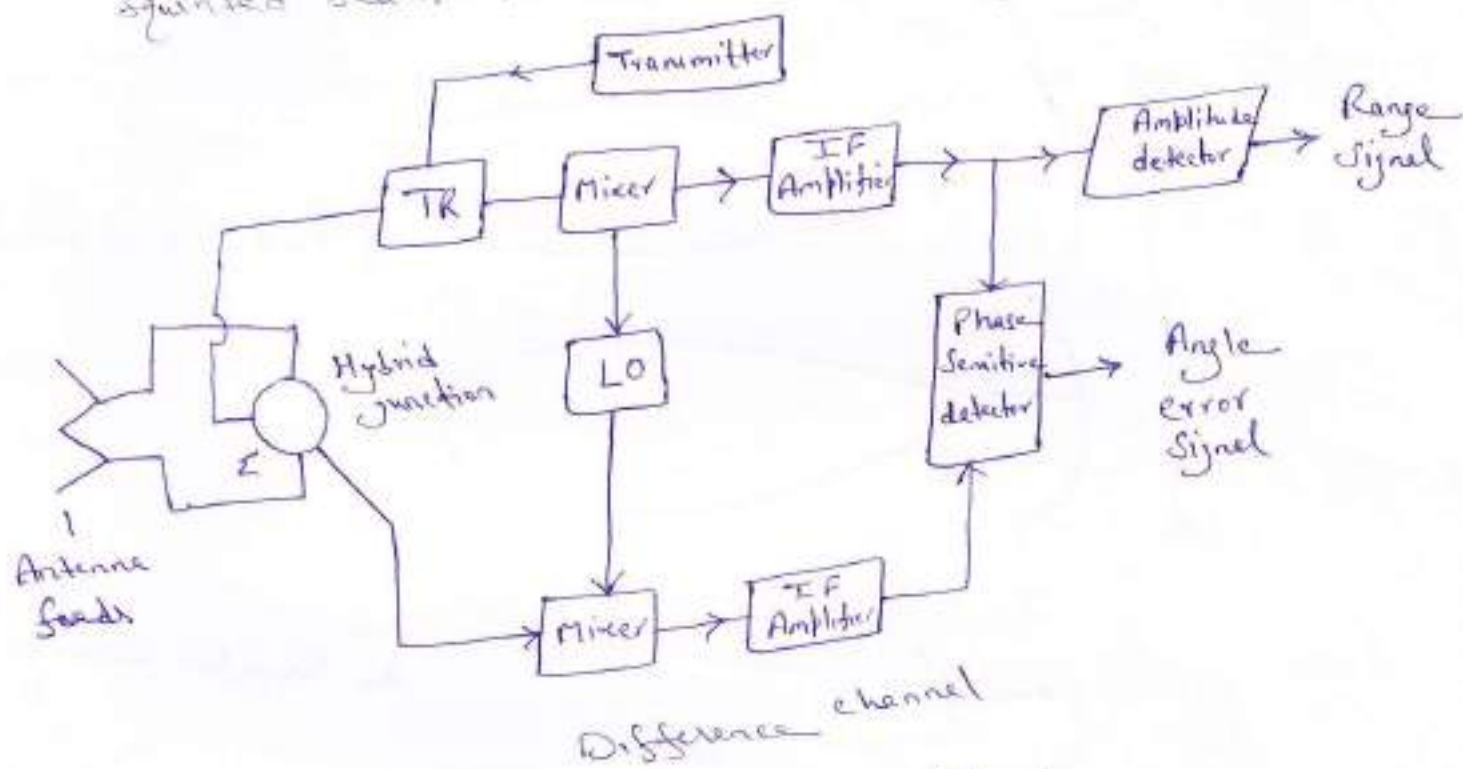 squinted
Transmitter
TR
Mixer
IF
Amplifier
Amplitude
detector
Range
signal
Hybrid
junction
Σ
LO
Phase
Sensitive
detector
Angle
error
Signal
Antenna
feeds
Mixer
IF
Amplifier
Difference channel